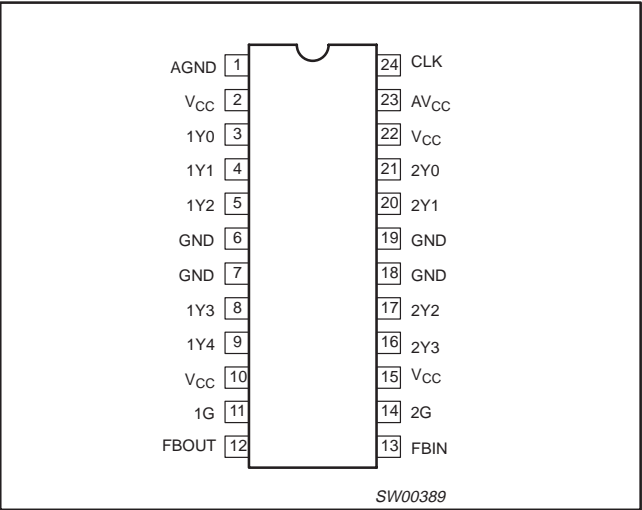 AGND 1 24 CLK
VCC 2 23 AVCC
1Y0 3 22 VCC
1Y1 4 21 2Y0
1Y2 5 20 2Y1
GND 6 19 GND
GND 7 18 GND
1Y3 8 17 2Y2
1Y4 9 16 2Y3
VCC 10 15 VCC
1G 11 14 2G
FBOUT 12 13 FBIN
SW00389